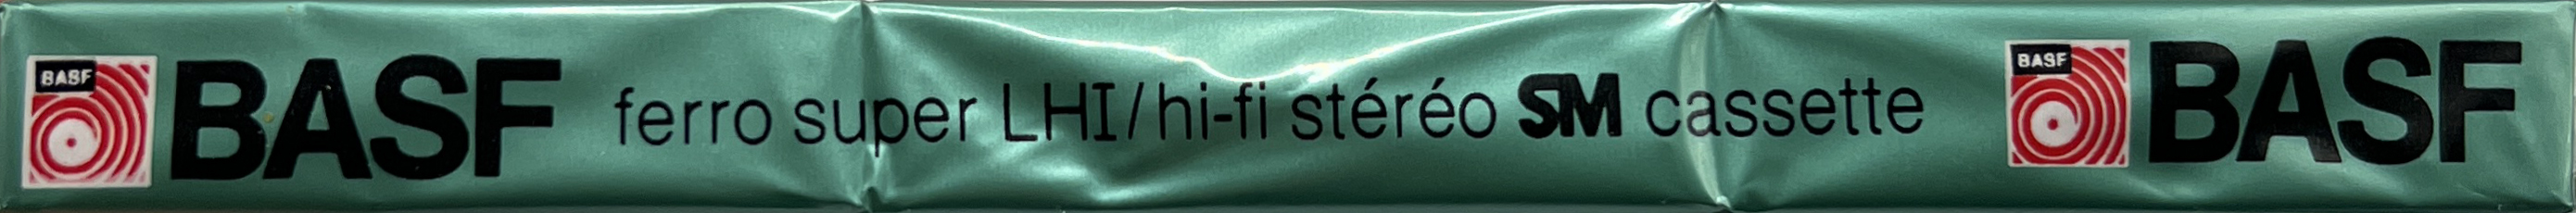 BASF BASF ferro super LHI/hi-fi stéréo SM cassette BASF BASF